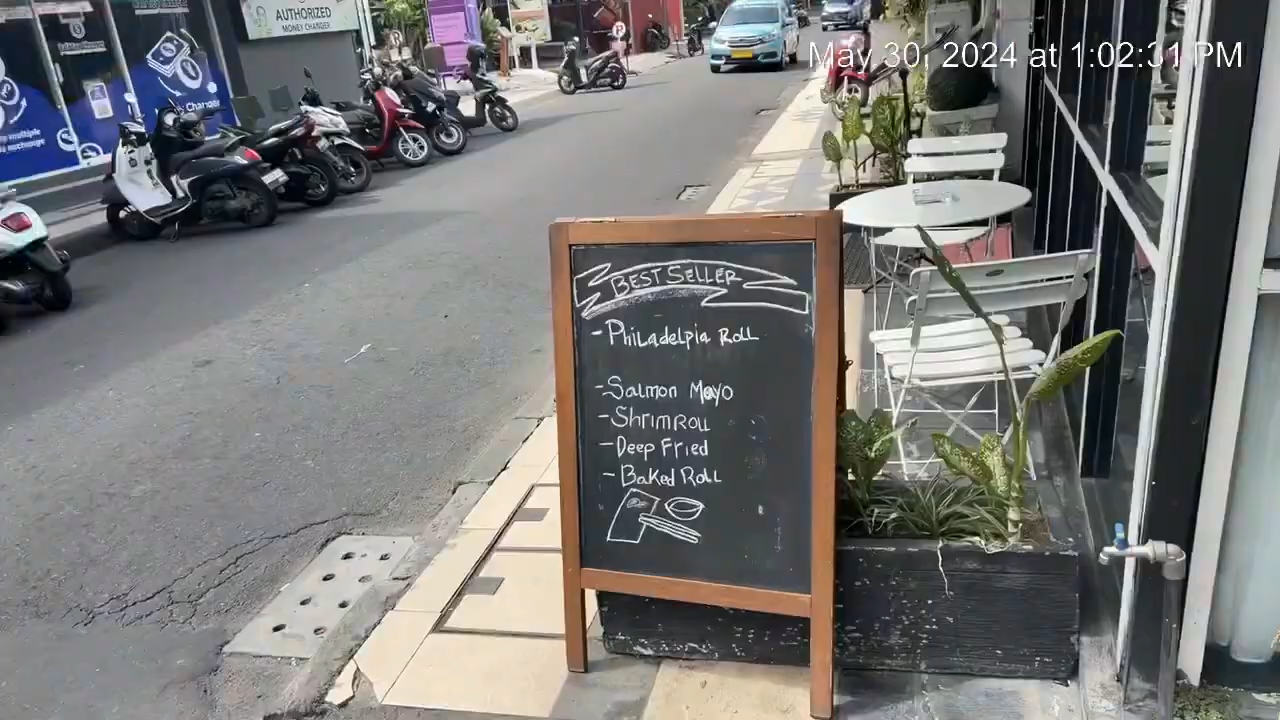 AUTHORIZED
MONEY CHANGER
May 30, 2024 at 1:02:31 PM
BEST SELLER
-PHILADELPIA ROLL
-SALMON MAYO
-SHRIMROLL
-DEEP FRIED
-BAKED ROLL